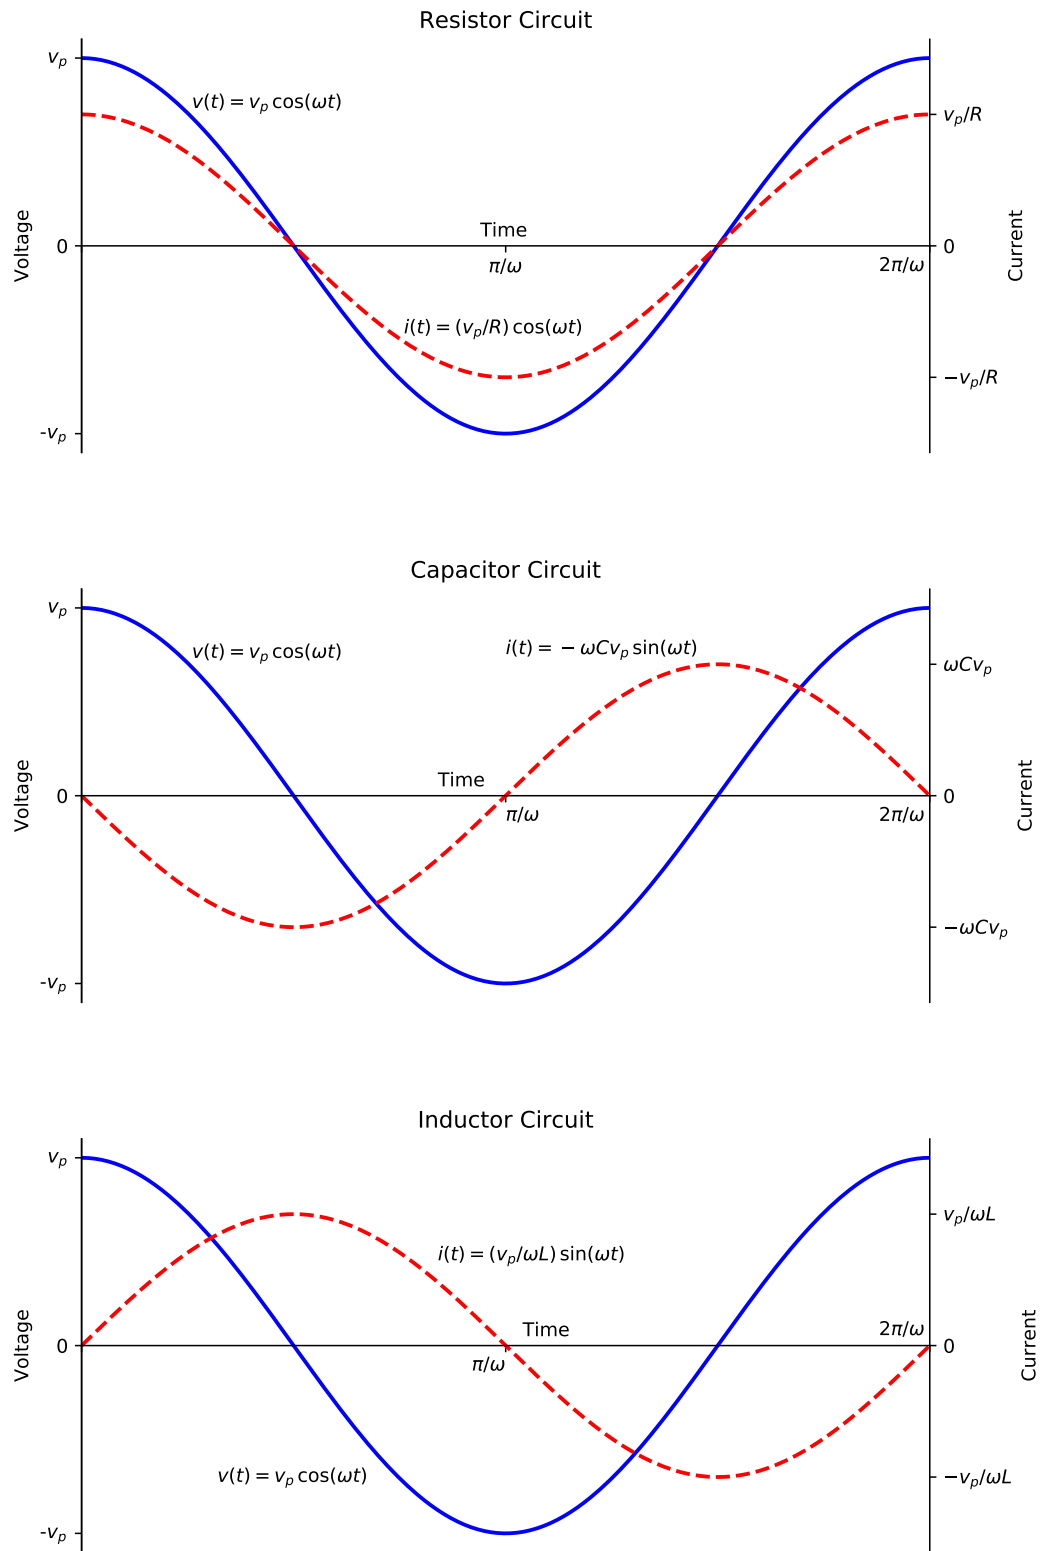 Resistor Circuit
v_p
v(t) = v_p cos(ωt)
v_p/R
Voltage
Time
0
0
Current
π/ω
2π/ω
i(t) = (v_p/R) cos(ωt)
−v_p/R
-v_p
Capacitor Circuit
v_p
v(t) = v_p cos(ωt)
i(t) = − ωCv_p sin(ωt)
ωCv_p
Voltage
Time
0
0
Current
π/ω
2π/ω
−ωCv_p
-v_p
Inductor Circuit
v_p
v_p/ωL
i(t) = (v_p/ωL) sin(ωt)
Voltage
Time
2π/ω
0
0
Current
π/ω
v(t) = v_p cos(ωt)
−v_p/ωL
-v_p